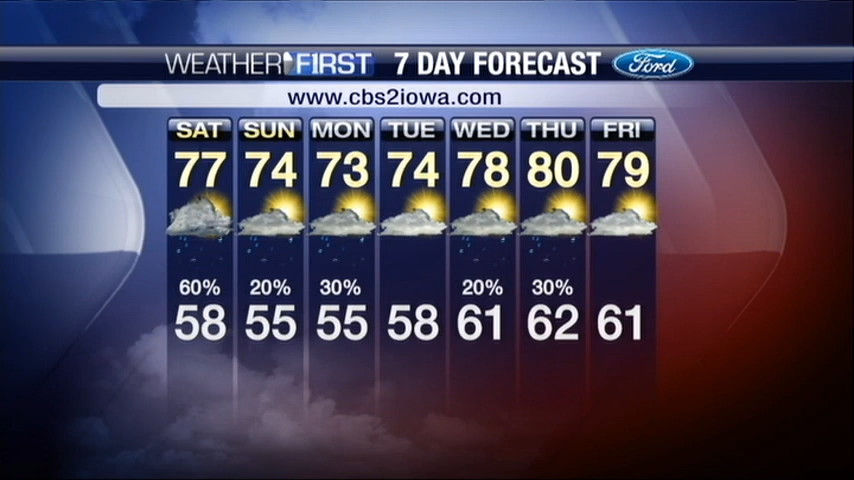 WEATHER F1RST 7 DAY FORECAST Ford
www.cbs2iowa.com
SAT SUN MON TUE WED THU FRI
77 74 73 74 78 80 79
60% 20% 30% 20% 30%
58 55 55 58 61 62 61